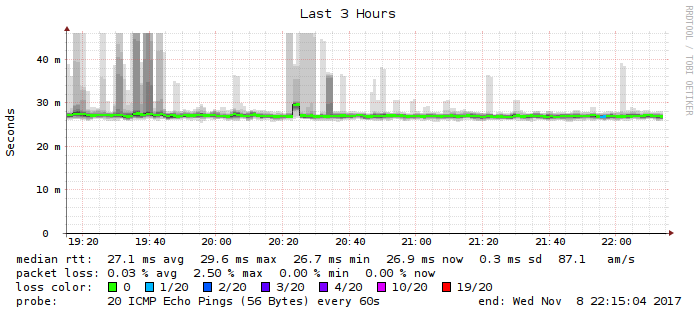 Last 3 Hours
RRDTOOL / TOBI OETIKER
Seconds
40 m
30 m
20 m
10 m
0
19:20 19:40 20:00 20:20 20:40 21:00 21:20 21:40 22:00
median rtt: 27.1 ms avg 29.6 ms max 26.7 ms min 26.9 ms now 0.3 ms sd 87.1 am/s
packet loss: 0.03 % avg 2.50 % max 0.00 % min 0.00 % now
loss color: 0 1/20 2/20 3/20 4/20 10/20 19/20
probe: 20 ICMP Echo Pings (56 Bytes) every 60s end: Wed Nov 8 22:15:04 2017